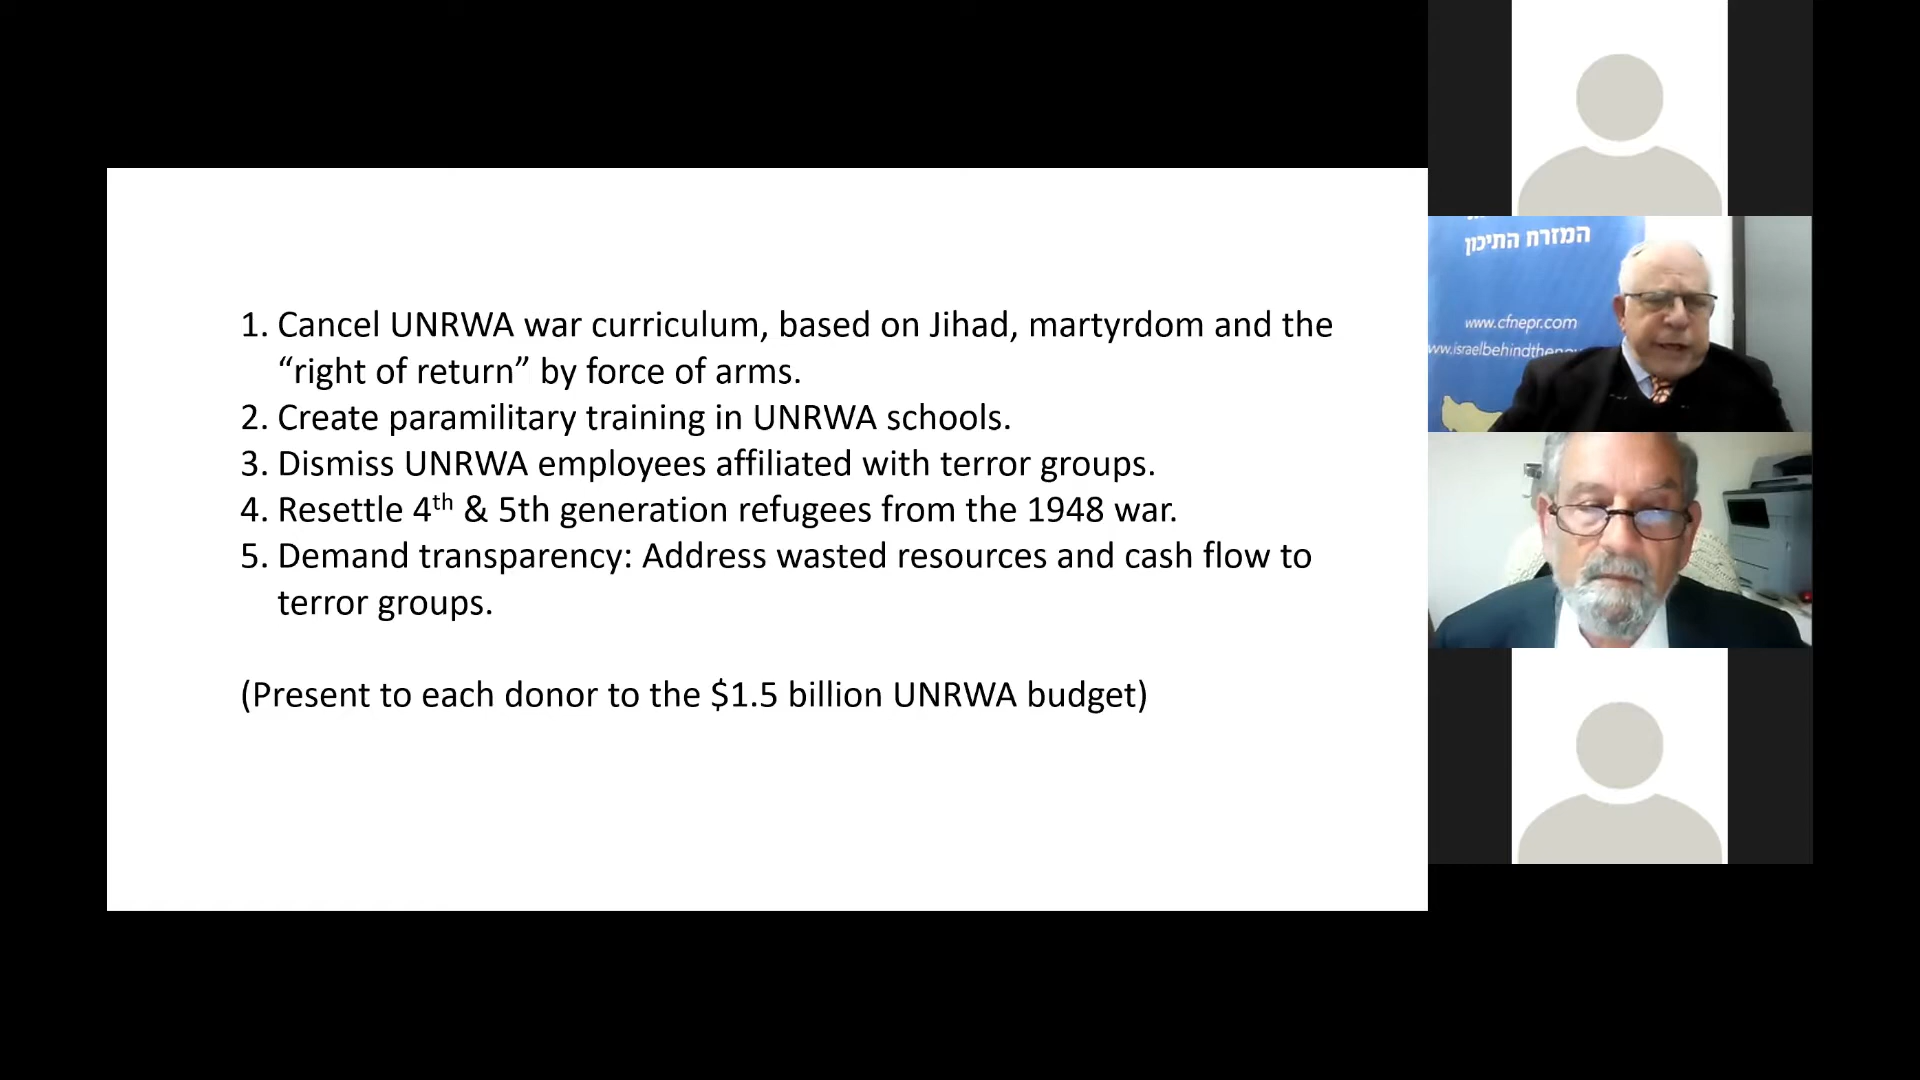 1. Cancel UNRWA war curriculum, based on Jihad, martyrdom and the
“right of return” by force of arms.
2. Create paramilitary training in UNRWA schools.
3. Dismiss UNRWA employees affiliated with terror groups.
4. Resettle 4th & 5th generation refugees from the 1948 war.
5. Demand transparency: Address wasted resources and cash flow to
terror groups.
(Present to each donor to the $1.5 billion UNRWA budget)
המזרח התיכון
www.cfnepr.com